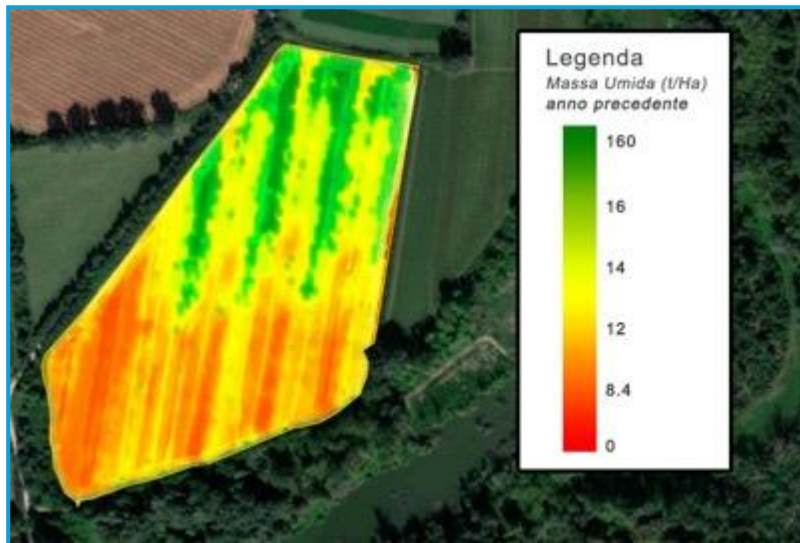 Legenda
Massa Umida (t/Ha)
anno precedente
160
16
14
12
8.4
0